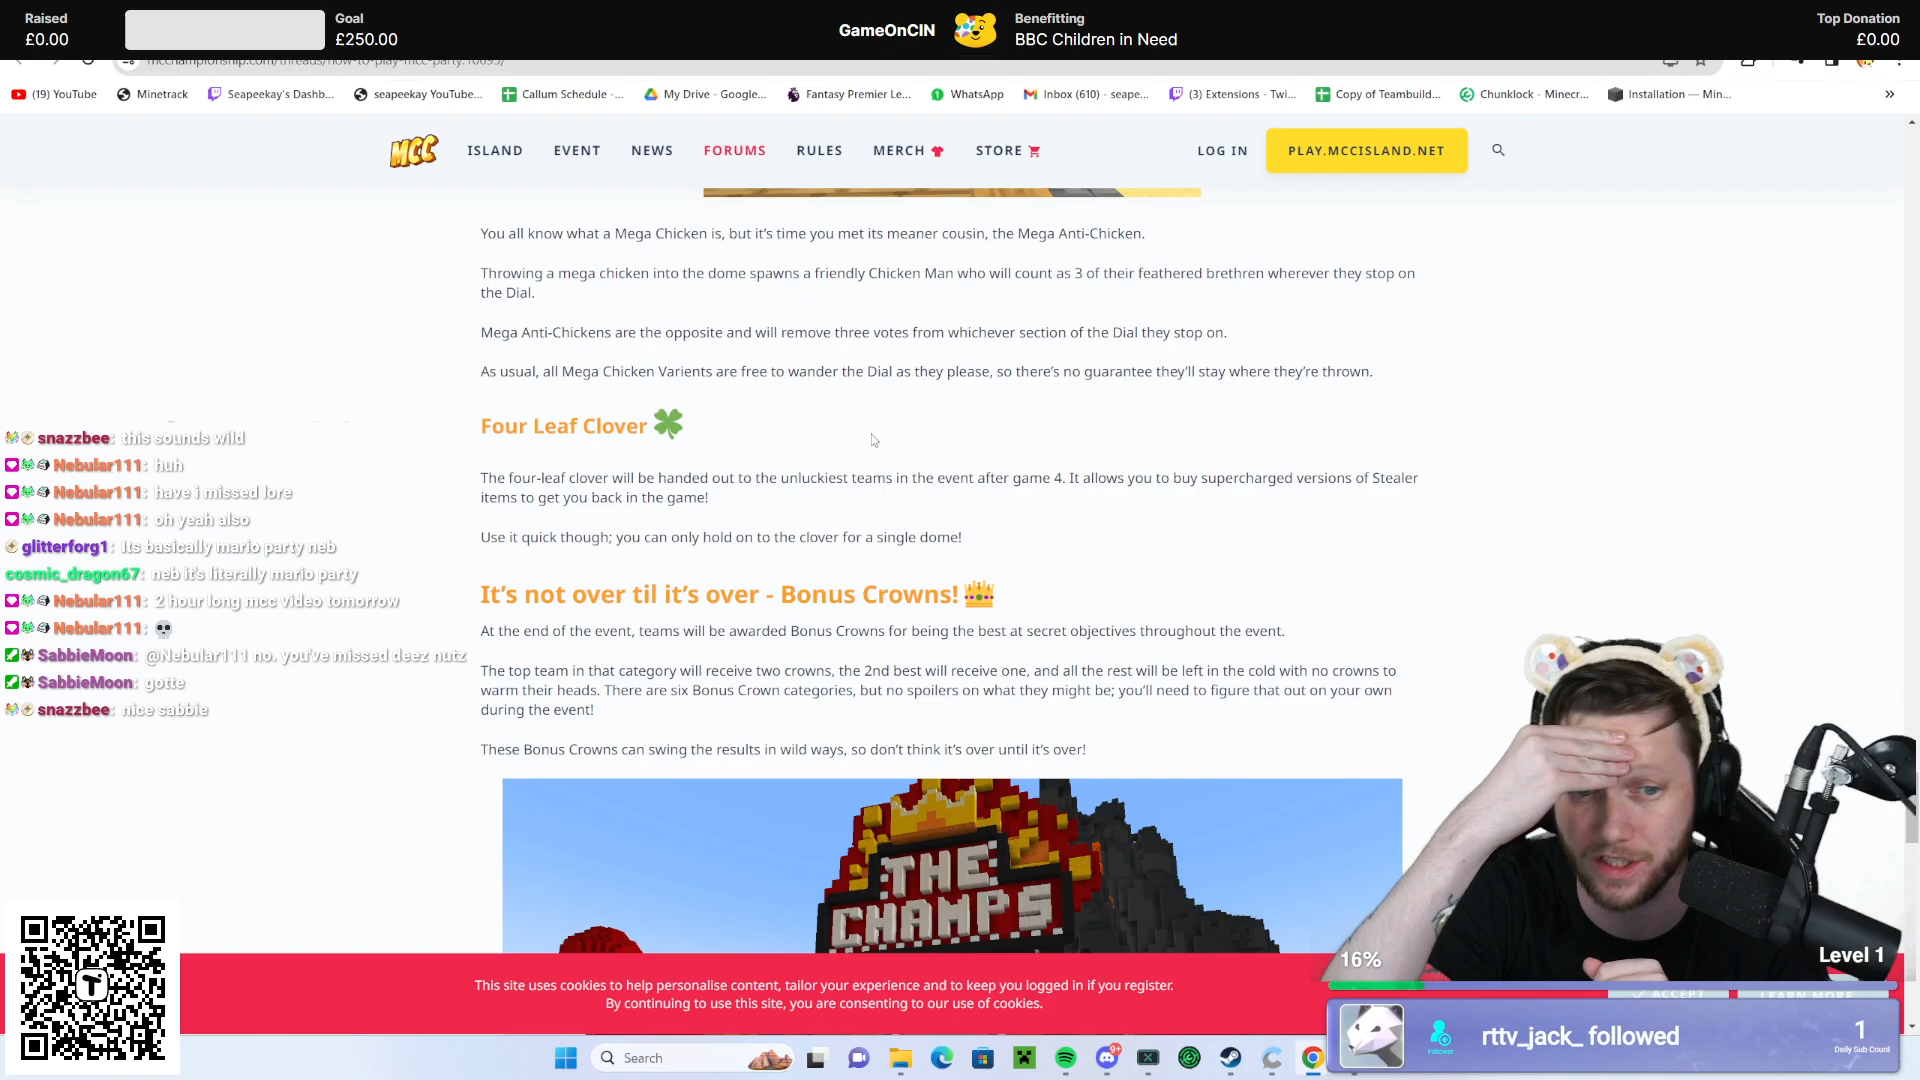 Raised
£0.00
Goal
£250.00
GameOnCIN
Benefitting
BBC Children in Need
Top Donation
£0.00
mcchampionship.com/threads/how-to-play-mcc-party.10695/
(19) YouTube
Minetrack
Seapeekay's Dashb...
seapeekay YouTube...
Callum Schedule -...
My Drive - Google...
Fantasy Premier Le...
WhatsApp
Inbox (610) - seape...
(3) Extensions - Twi...
Copy of Teambuild...
Chunklock - Minecr...
Installation — Min...
»
MCC
ISLAND
EVENT
NEWS
FORUMS
RULES
MERCH
STORE
LOG IN
PLAY.MCCISLAND.NET
You all know what a Mega Chicken is, but it's time you met its meaner cousin, the Mega Anti-Chicken.
Throwing a mega chicken into the dome spawns a friendly Chicken Man who will count as 3 of their feathered brethren wherever they stop on
the Dial.
Mega Anti-Chickens are the opposite and will remove three votes from whichever section of the Dial they stop on.
As usual, all Mega Chicken Varients are free to wander the Dial as they please, so there's no guarantee they'll stay where they're thrown.
Four Leaf Clover
The four-leaf clover will be handed out to the unluckiest teams in the event after game 4. It allows you to buy supercharged versions of Stealer
items to get you back in the game!
Use it quick though; you can only hold on to the clover for a single dome!
It's not over til it's over - Bonus Crowns!
At the end of the event, teams will be awarded Bonus Crowns for being the best at secret objectives throughout the event.
The top team in that category will receive two crowns, the 2nd best will receive one, and all the rest will be left in the cold with no crowns to
warm their heads. There are six Bonus Crown categories, but no spoilers on what they might be; you'll need to figure that out on your own
during the event!
These Bonus Crowns can swing the results in wild ways, so don't think it's over until it's over!
THE
CHAMPS
snazzbee: this sounds wild
Nebular111: huh
Nebular111: have i missed lore
Nebular111: oh yeah also
glitterforg1: Its basically mario party neb
cosmic_dragon67: neb it's literally mario party
Nebular111: 2 hour long mcc video tomorrow
Nebular111: 💀
SabbieMoon: @Nebular111 no. you've missed deez nutz
SabbieMoon: gotte
snazzbee: nice sabbie
This site uses cookies to help personalise content, tailor your experience and to keep you logged in if you register.
By continuing to use this site, you are consenting to our use of cookies.
ACCEPT
LEARN MORE
16%
Level 1
Follower
rttv_jack_ followed
1
Daily Sub Count
Search
9+